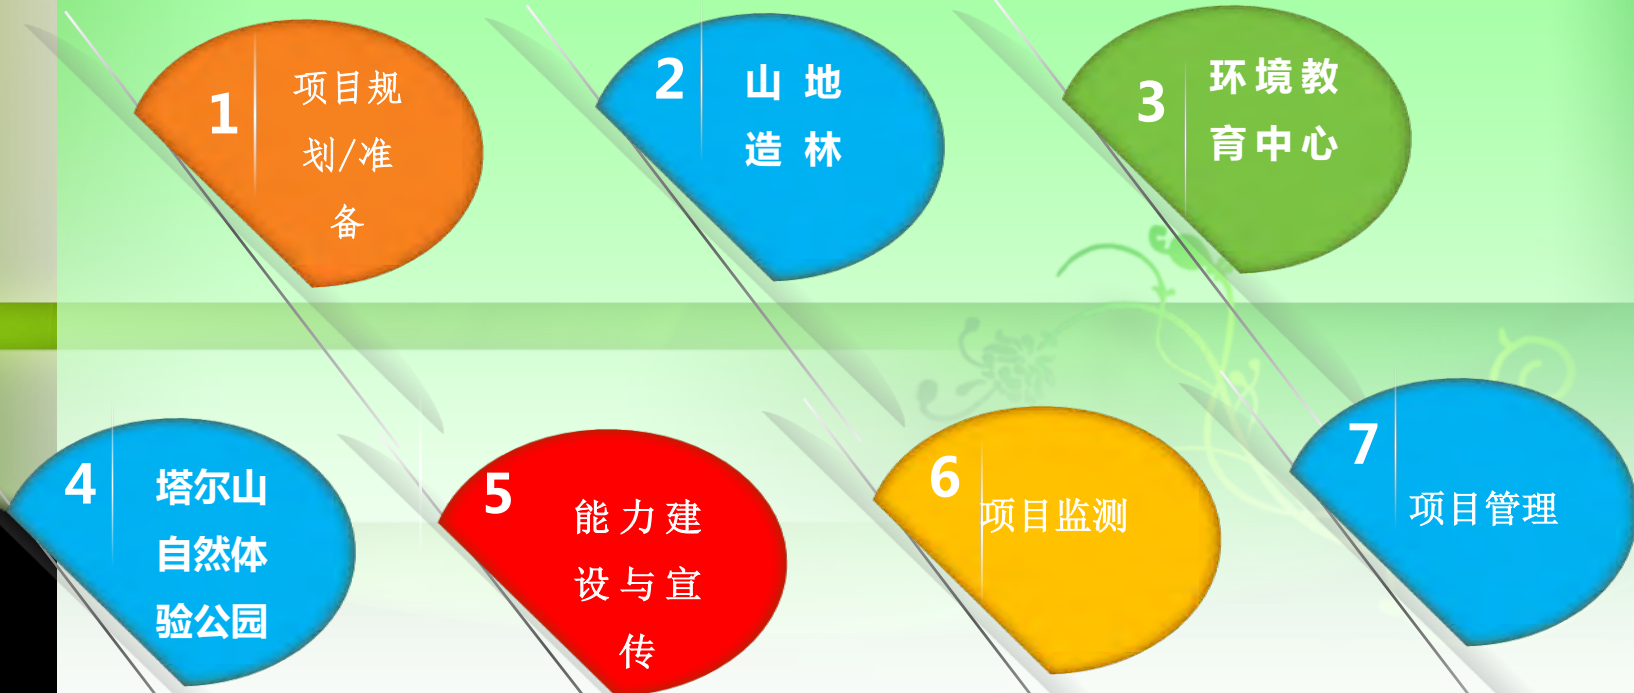 1
项目规
划/准
备
2
山 地
造 林
3
环境教
育中心
4
塔尔山
自然体
验公园
5
能力建
设与宣
传
6
项目监测
7
项目管理